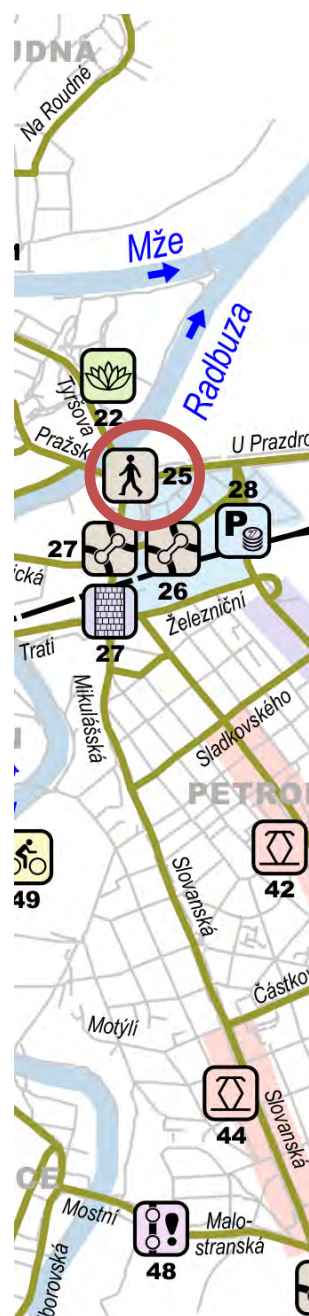 UDNÁ
Na Roudné
Mže
Radbuza
Tyršova
22
Pražsk
25
U Prazdro
28
P
27
26
ická
Železniční
27
Trati
Mikulášská
Sladkovského
PETRO
42
49
Slovanská
Částkov
Motýlí
44
Slovanská
CE
Mostní
Malo-
stranská
48
borovská